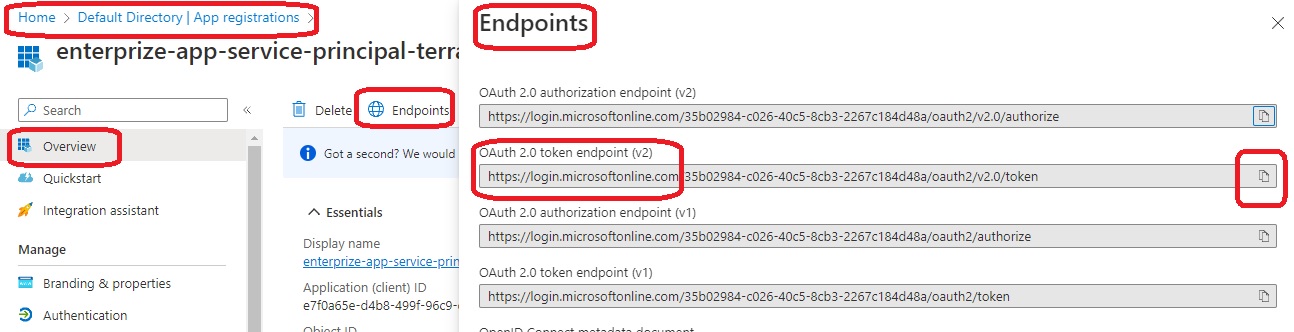 Home > Default Directory | App registrations >
enterprize-app-service-principal-terra
Search
«
Overview
Quickstart
Integration assistant
Manage
Branding & properties
Authentication
Delete
Endpoints
Got a second? We would
Essentials
Display name
enterprize-app-service-prin
Application (client) ID
e7f0a65e-d4b8-499f-96c9-
Object ID
Endpoints
OAuth 2.0 authorization endpoint (v2)
https://login.microsoftonline.com/35b02984-c026-40c5-8cb3-2267c184d48a/oauth2/v2.0/authorize
OAuth 2.0 token endpoint (v2)
https://login.microsoftonline.com/35b02984-c026-40c5-8cb3-2267c184d48a/oauth2/v2.0/token
OAuth 2.0 authorization endpoint (v1)
https://login.microsoftonline.com/35b02984-c026-40c5-8cb3-2267c184d48a/oauth2/authorize
OAuth 2.0 token endpoint (v1)
https://login.microsoftonline.com/35b02984-c026-40c5-8cb3-2267c184d48a/oauth2/token
OpenID Connect metadata document